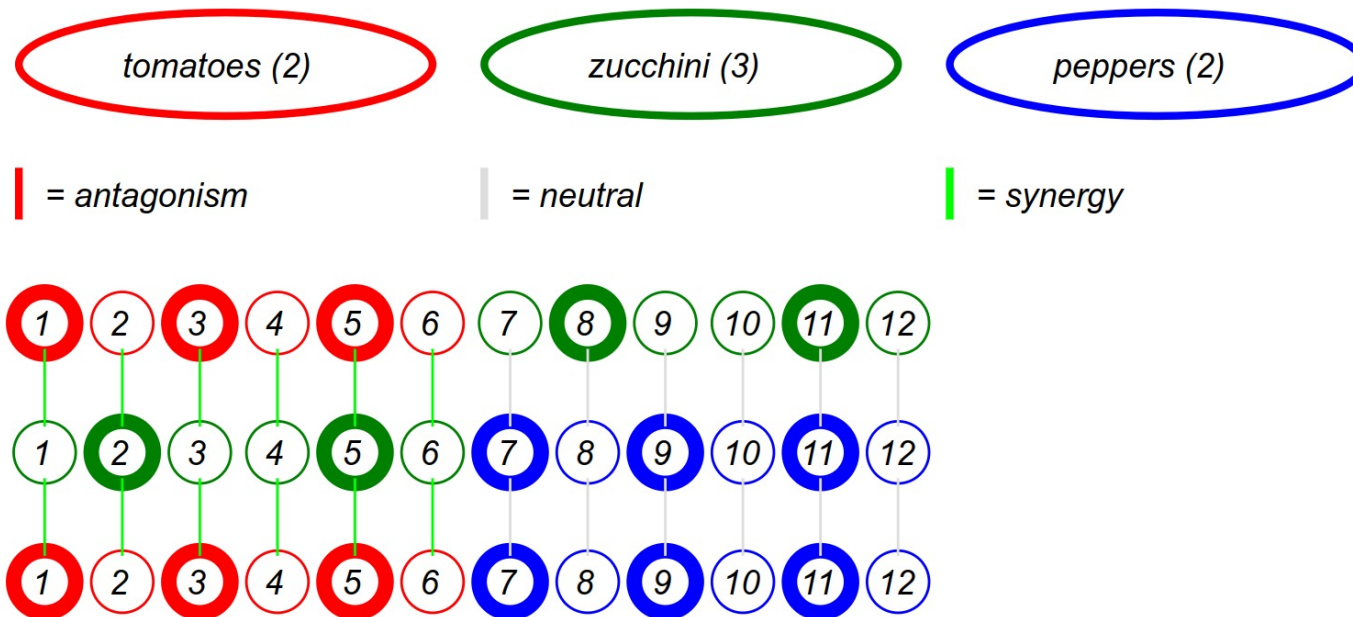 tomatoes (2) zucchini (3) peppers (2)
= antagonism = neutral = synergy
1 2 3 4 5 6 7 8 9 10 11 12
1 2 3 4 5 6 7 8 9 10 11 12
1 2 3 4 5 6 7 8 9 10 11 12